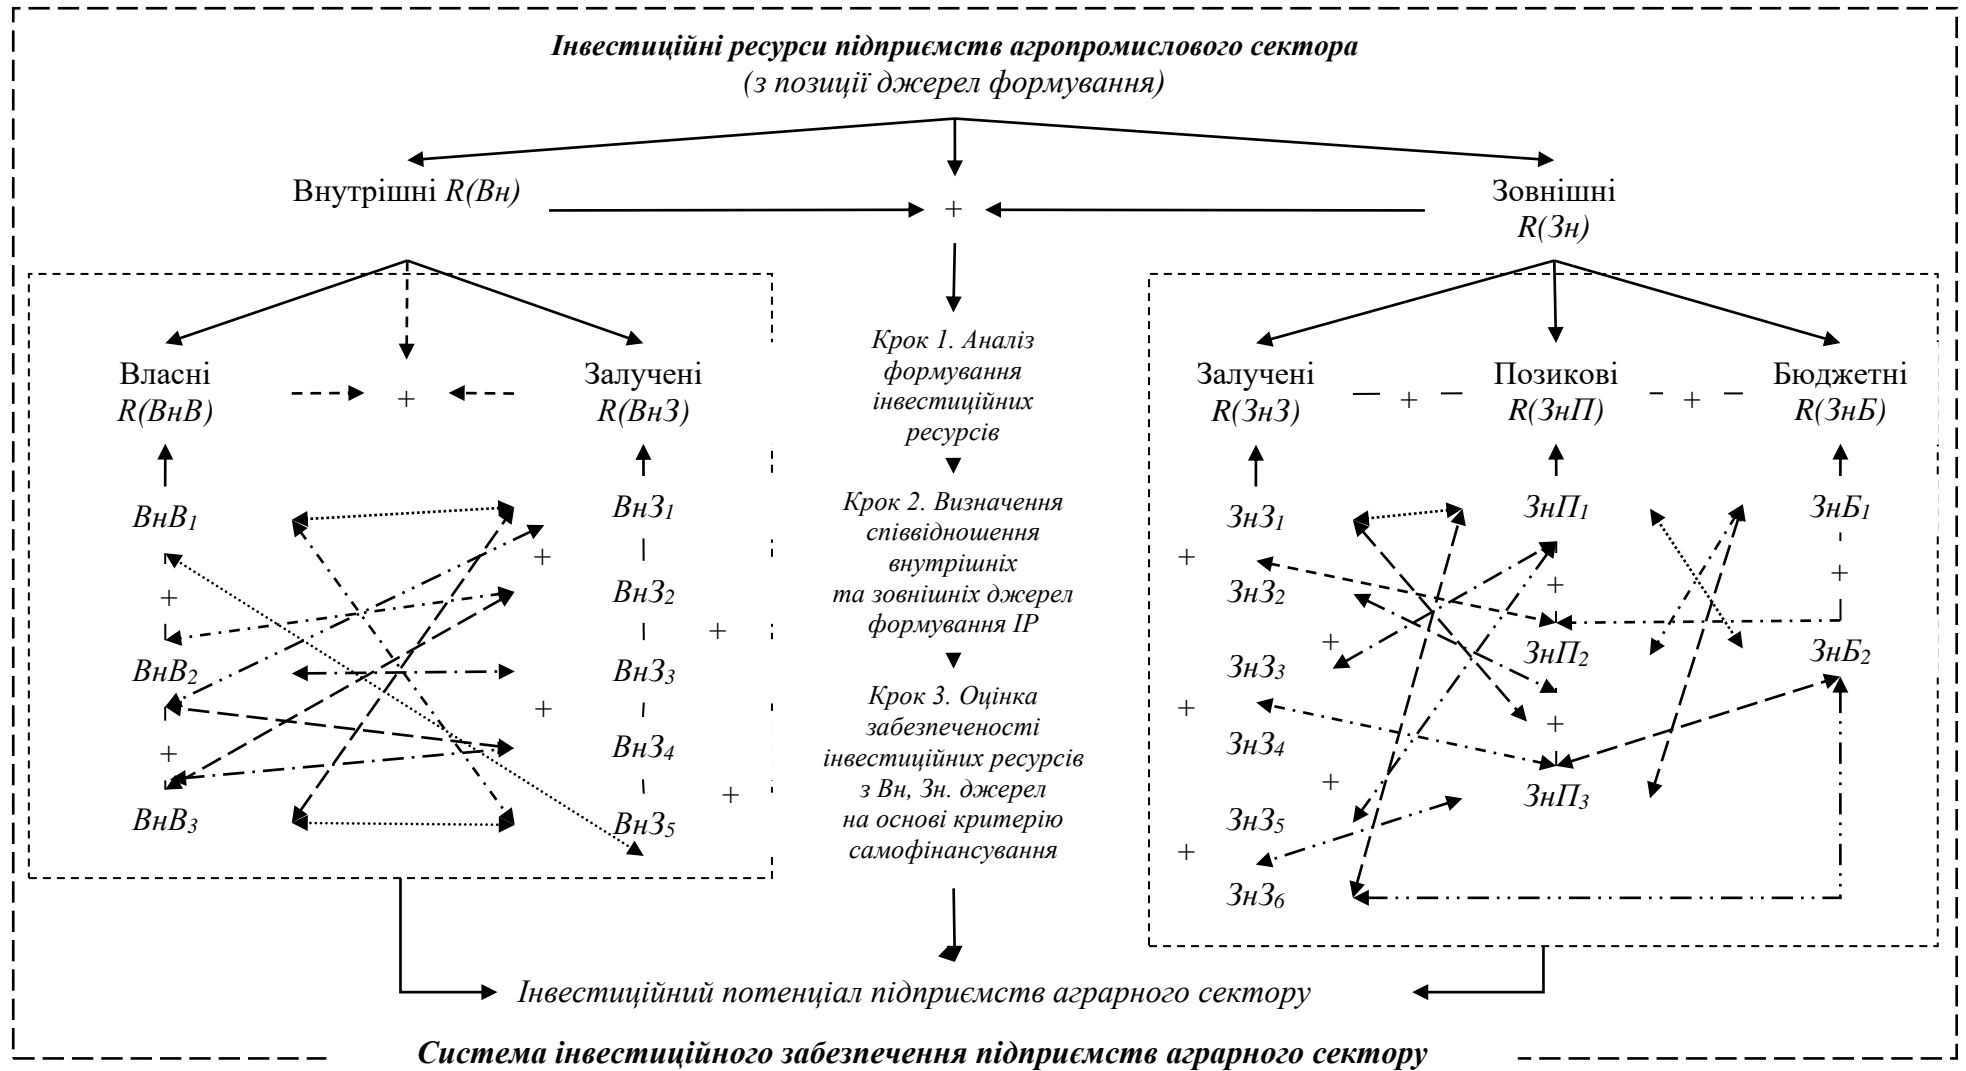 Інвестиційні ресурси підприємств агропромислового сектора
(з позиції джерел формування)
Внутрішні R(Вн)
+
Зовнішні
R(Зн)
Власні
R(ВнВ)
+
Залучені
R(ВнЗ)
ВнВ1
+
ВнВ2
+
ВнВ3
ВнЗ1
+
ВнЗ2
+
ВнЗ3
+
ВнЗ4
+
ВнЗ5
Крок 1. Аналіз
формування
інвестиційних
ресурсів
Крок 2. Визначення
співвідношення
внутрішніх
та зовнішніх джерел
формування ІР
Крок 3. Оцінка
забезпеченості
інвестиційних ресурсів
з Вн, Зн. джерел
на основі критерію
самофінансування
Залучені
R(ЗнЗ)
+
Позикові
R(ЗнП)
+
Бюджетні
R(ЗнБ)
ЗнЗ1
+
ЗнЗ2
+
ЗнЗ3
+
ЗнЗ4
+
ЗнЗ5
+
ЗнЗ6
ЗнП1
+
ЗнП2
+
ЗнП3
ЗнБ1
+
ЗнБ2
Інвестиційний потенціал підприємств аграрного сектору
Система інвестиційного забезпечення підприємств аграрного сектору